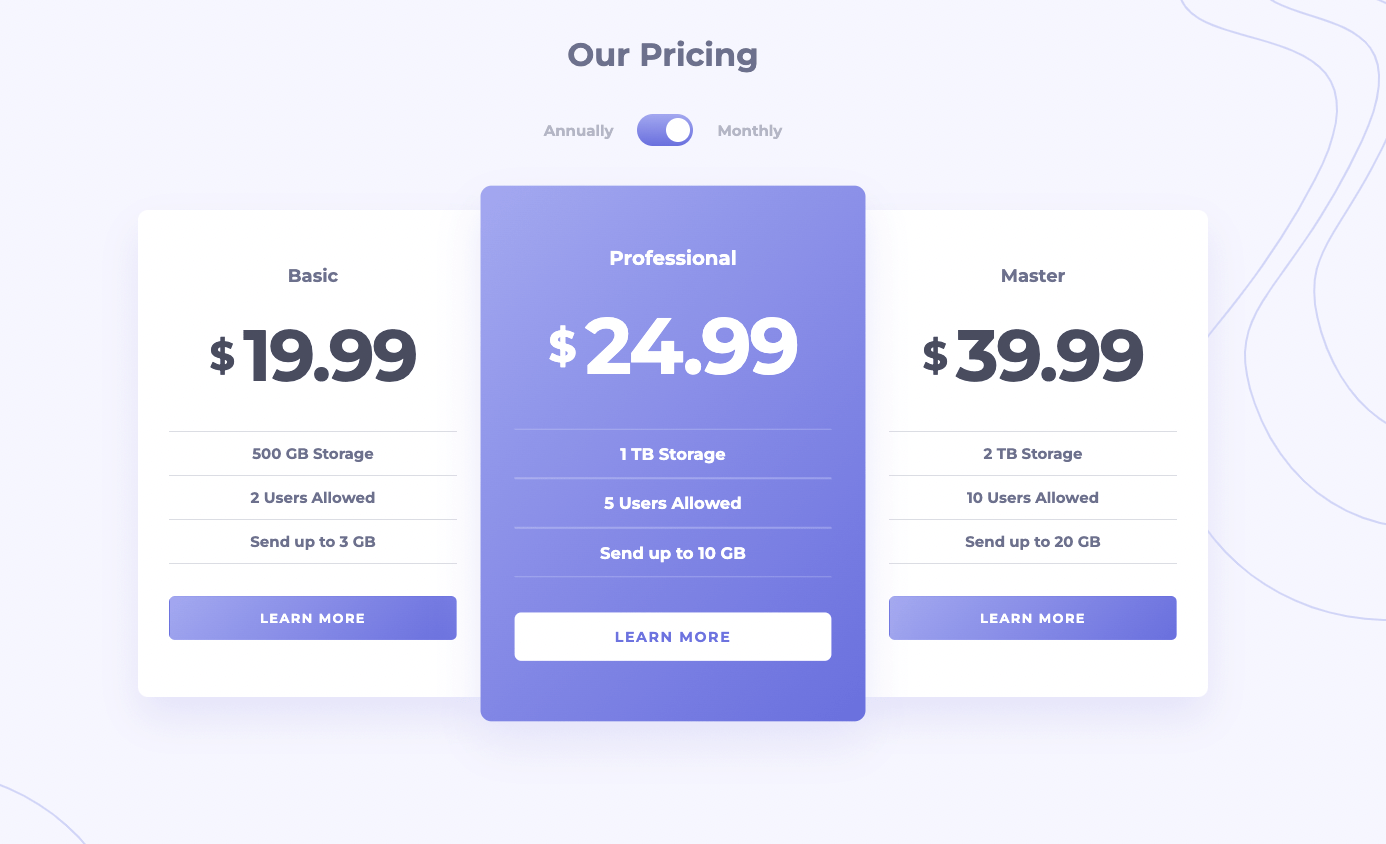 Our Pricing
Annually Monthly
Basic
$19.99
500 GB Storage
2 Users Allowed
Send up to 3 GB
LEARN MORE
Professional
$24.99
1 TB Storage
5 Users Allowed
Send up to 10 GB
LEARN MORE
Master
$39.99
2 TB Storage
10 Users Allowed
Send up to 20 GB
LEARN MORE